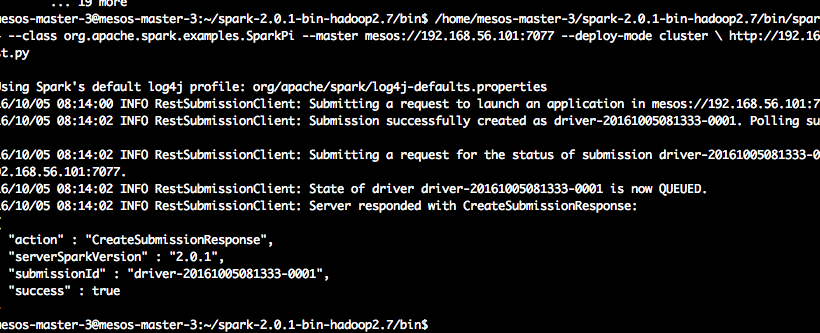 ... 19 more
mesos-master-3@mesos-master-3:~/spark-2.0.1-bin-hadoop2.7/bin$ /home/mesos-master-3/spark-2.0.1-bin-hadoop2.7/bin/spar
--class org.apache.spark.examples.SparkPi --master mesos://192.168.56.101:7077 --deploy-mode cluster \ http://192.16
t.py
sing Spark's default log4j profile: org/apache/spark/log4j-defaults.properties
6/10/05 08:14:00 INFO RestSubmissionClient: Submitting a request to launch an application in mesos://192.168.56.101:7
6/10/05 08:14:02 INFO RestSubmissionClient: Submission successfully created as driver-20161005081333-0001. Polling su
6/10/05 08:14:02 INFO RestSubmissionClient: Submitting a request for the status of submission driver-20161005081333-0
92.168.56.101:7077.
6/10/05 08:14:02 INFO RestSubmissionClient: State of driver driver-20161005081333-0001 is now QUEUED.
6/10/05 08:14:02 INFO RestSubmissionClient: Server responded with CreateSubmissionResponse:
"action" : "CreateSubmissionResponse",
"serverSparkVersion" : "2.0.1",
"submissionId" : "driver-20161005081333-0001",
"success" : true
mesos-master-3@mesos-master-3:~/spark-2.0.1-bin-hadoop2.7/bin$